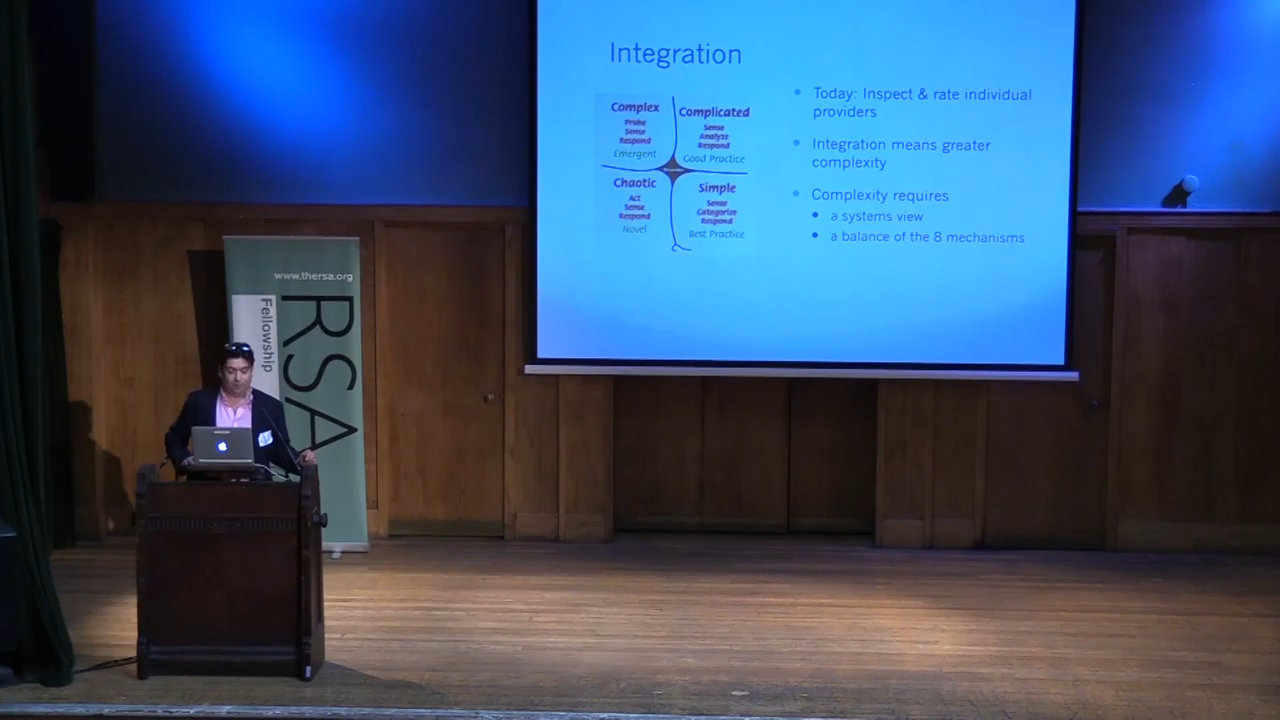 Integration
Complex
Probe
Sense
Respond
Emergent
Complicated
Sense
Analyze
Respond
Good Practice
Chaotic
Act
Sense
Respond
Novel
Simple
Sense
Categorize
Respond
Best Practice
Today: Inspect & rate individual
providers
Integration means greater
complexity
Complexity requires
a systems view
a balance of the 8 mechanisms
www.thersa.org
Fellowship
RSA